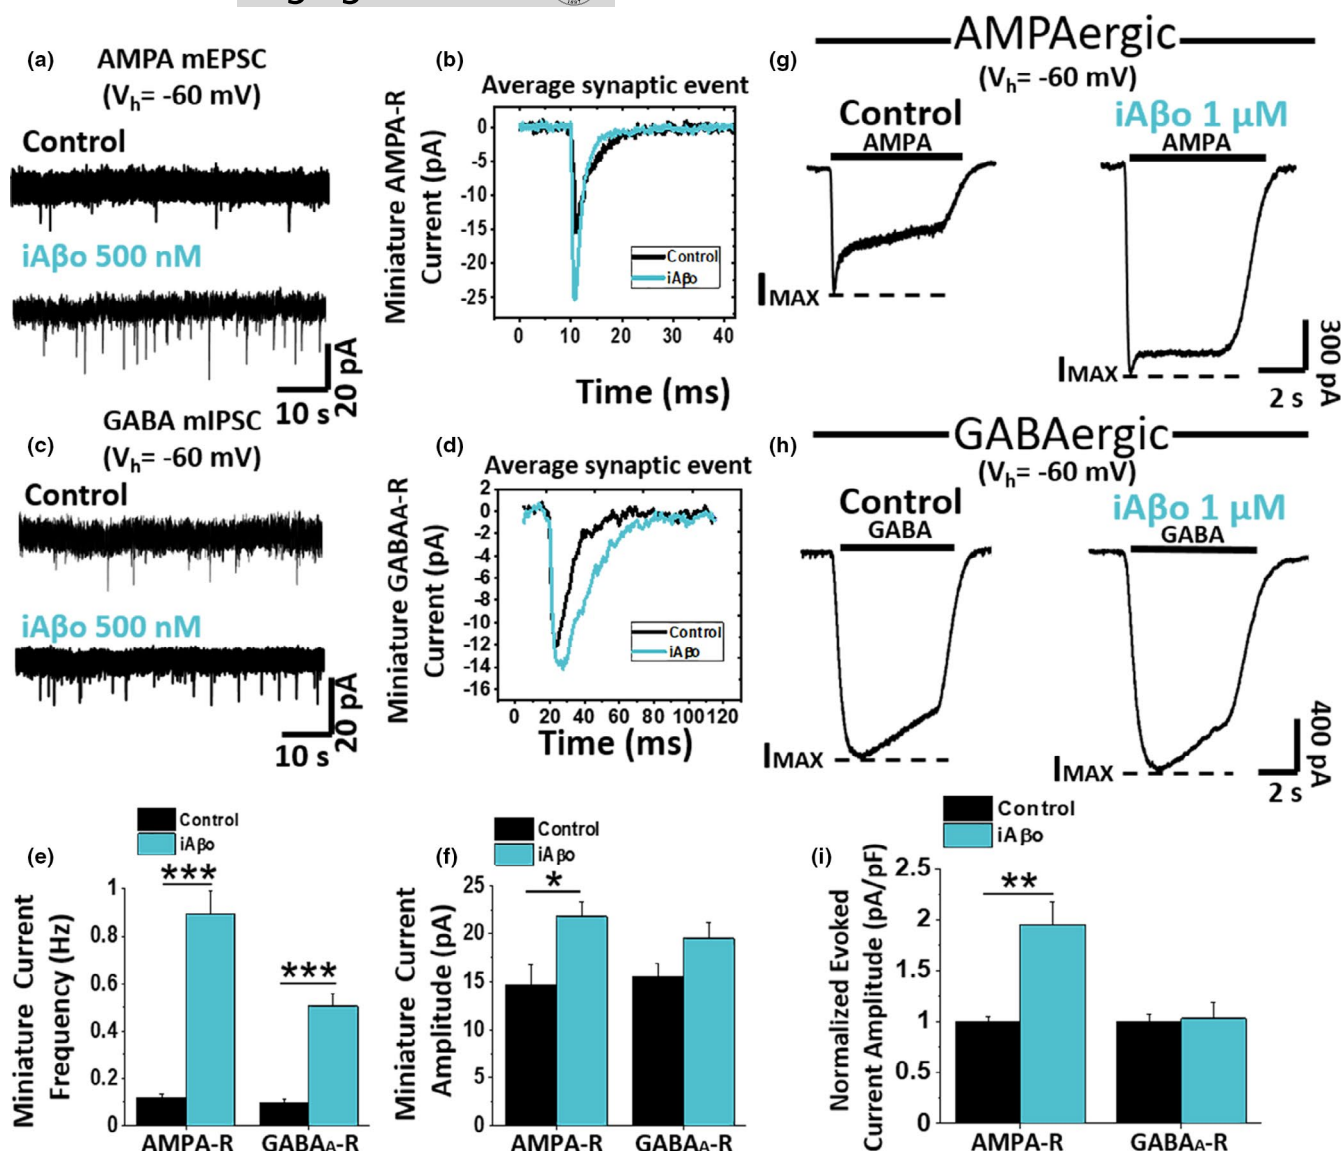 (a)
AMPA mEPSC
(Vh= -60 mV)
Control
iAβo 500 nM
20 pA
10 s
(b)
Average synaptic event
Miniature AMPA-R
Current (pA)
0
-5
-10
-15
-20
-25
Control
iAβo
0 10 20 30 40
Time (ms)
(c)
GABA mIPSC
(Vh= -60 mV)
Control
iAβo 500 nM
20 pA
10 s
(d)
Average synaptic event
Miniature GABAA-R
Current (pA)
2
0
-2
-4
-6
-8
-10
-12
-14
-16
Control
iAβo
0 20 40 60 80 100 120
Time (ms)
(g)
AMPAergic
(Vh= -60 mV)
Control
AMPA
IMAX
iAβo 1 μM
AMPA
IMAX
300 pA
2 s
(h)
GABAergic
(Vh= -60 mV)
Control
GABA
IMAX
iAβo 1 μM
GABA
IMAX
400 pA
2 s
(e)
Control
iAβo
Miniature Current
Frequency (Hz)
1
0.8
0.6
0.4
0.2
0
***
***
AMPA-R GABAA-R
(f)
Control
iAβo
Miniature Current
Amplitude (pA)
25
20
15
10
5
0
*
AMPA-R GABAA-R
(i)
Control
iAβo
Normalized Evoked
Current Amplitude (pA/pF)
2.5
2
1.5
1
0.5
0
**
AMPA-R GABAA-R